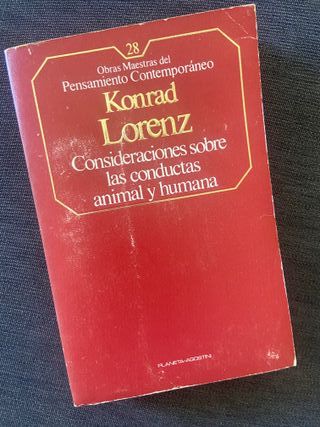 28
Obras Maestras del
Pensamiento Contemporáneo
Konrad
Lorenz
Consideraciones sobre
las conductas
animal y humana
PLANETA-AGOSTINI